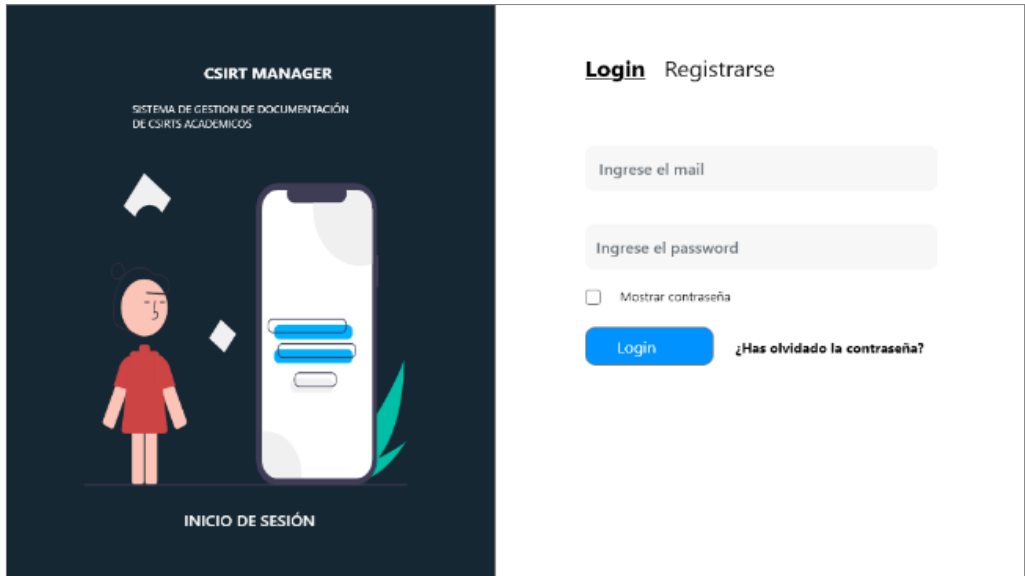 CSIRT MANAGER
SISTEMA DE GESTION DE DOCUMENTACIÓN
DE CSIRTS ACADEMICOS
INICIO DE SESIÓN
Login Registrarse
Ingrese el mail
Ingrese el password
Mostrar contraseña
Login ¿Has olvidado la contraseña?